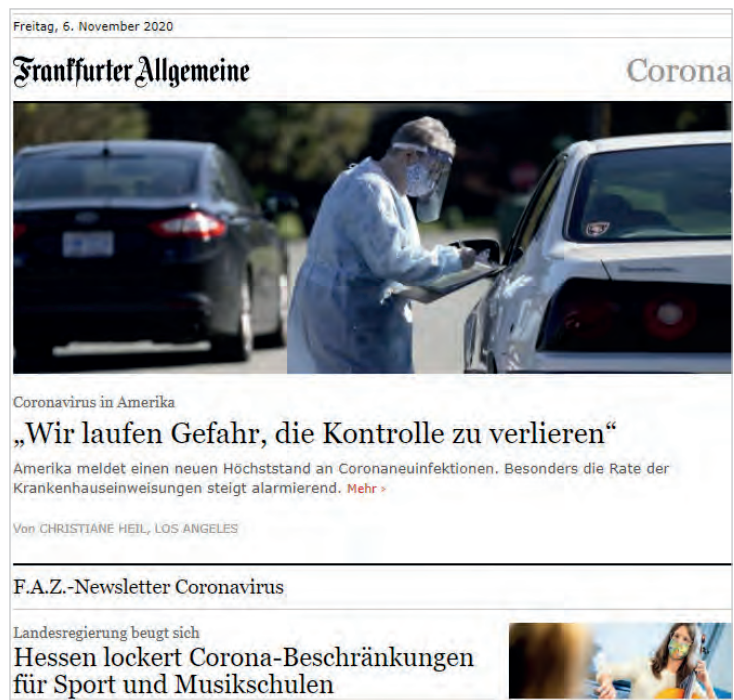 Freitag, 6. November 2020
Frankfurter Allgemeine
Corona
Coronavirus in Amerika
„Wir laufen Gefahr, die Kontrolle zu verlieren“
Amerika meldet einen neuen Höchststand an Coronaneuinfektionen. Besonders die Rate der
Krankenhauseinweisungen steigt alarmierend. Mehr ›
Von CHRISTIANE HEIL, LOS ANGELES
F.A.Z.-Newsletter Coronavirus
Landesregierung beugt sich
Hessen lockert Corona-Beschränkungen
für Sport und Musikschulen